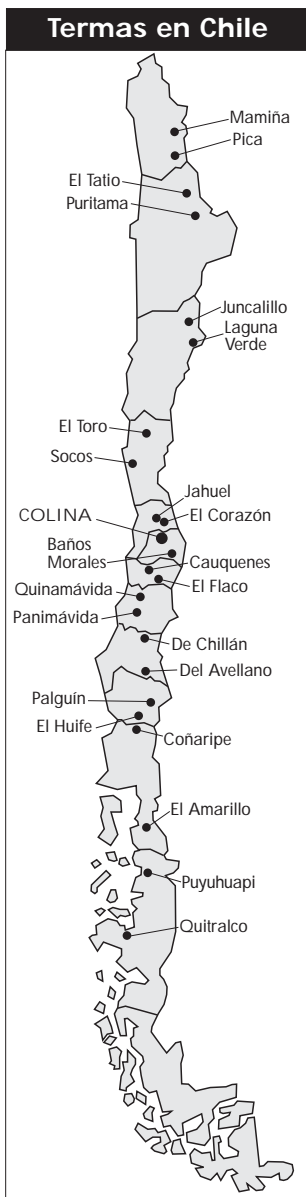 Termas en Chile
Mamiña
Pica
El Tatio
Puritama
Juncalillo
Laguna
Verde
El Toro
Socos
Jahuel
COLINA
El Corazón
Baños
Morales
Cauquenes
El Flaco
Quinamávida
Panimávida
De Chillán
Del Avellano
Palguín
El Huife
Coñaripe
El Amarillo
Puyuhuapi
Quitralco